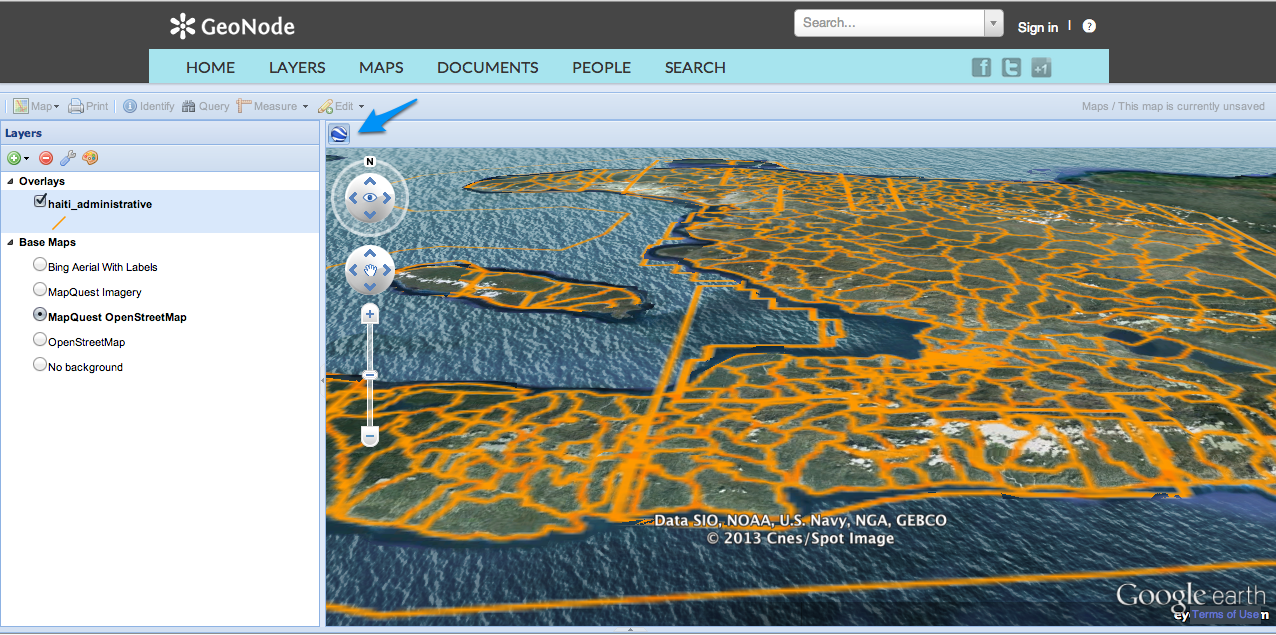 GeoNode
Search...
Sign in | ?
HOME LAYERS MAPS DOCUMENTS PEOPLE SEARCH
f t +1
Map Print Identify Query Measure Edit
Maps / This map is currently unsaved
Layers
Overlays
haiti_administrative
Base Maps
Bing Aerial With Labels
MapQuest Imagery
MapQuest OpenStreetMap
OpenStreetMap
No background
N
Data SIO, NOAA, U.S. Navy, NGA, GEBCO
© 2013 Cnes/Spot Image
Google earth
Terms of Use